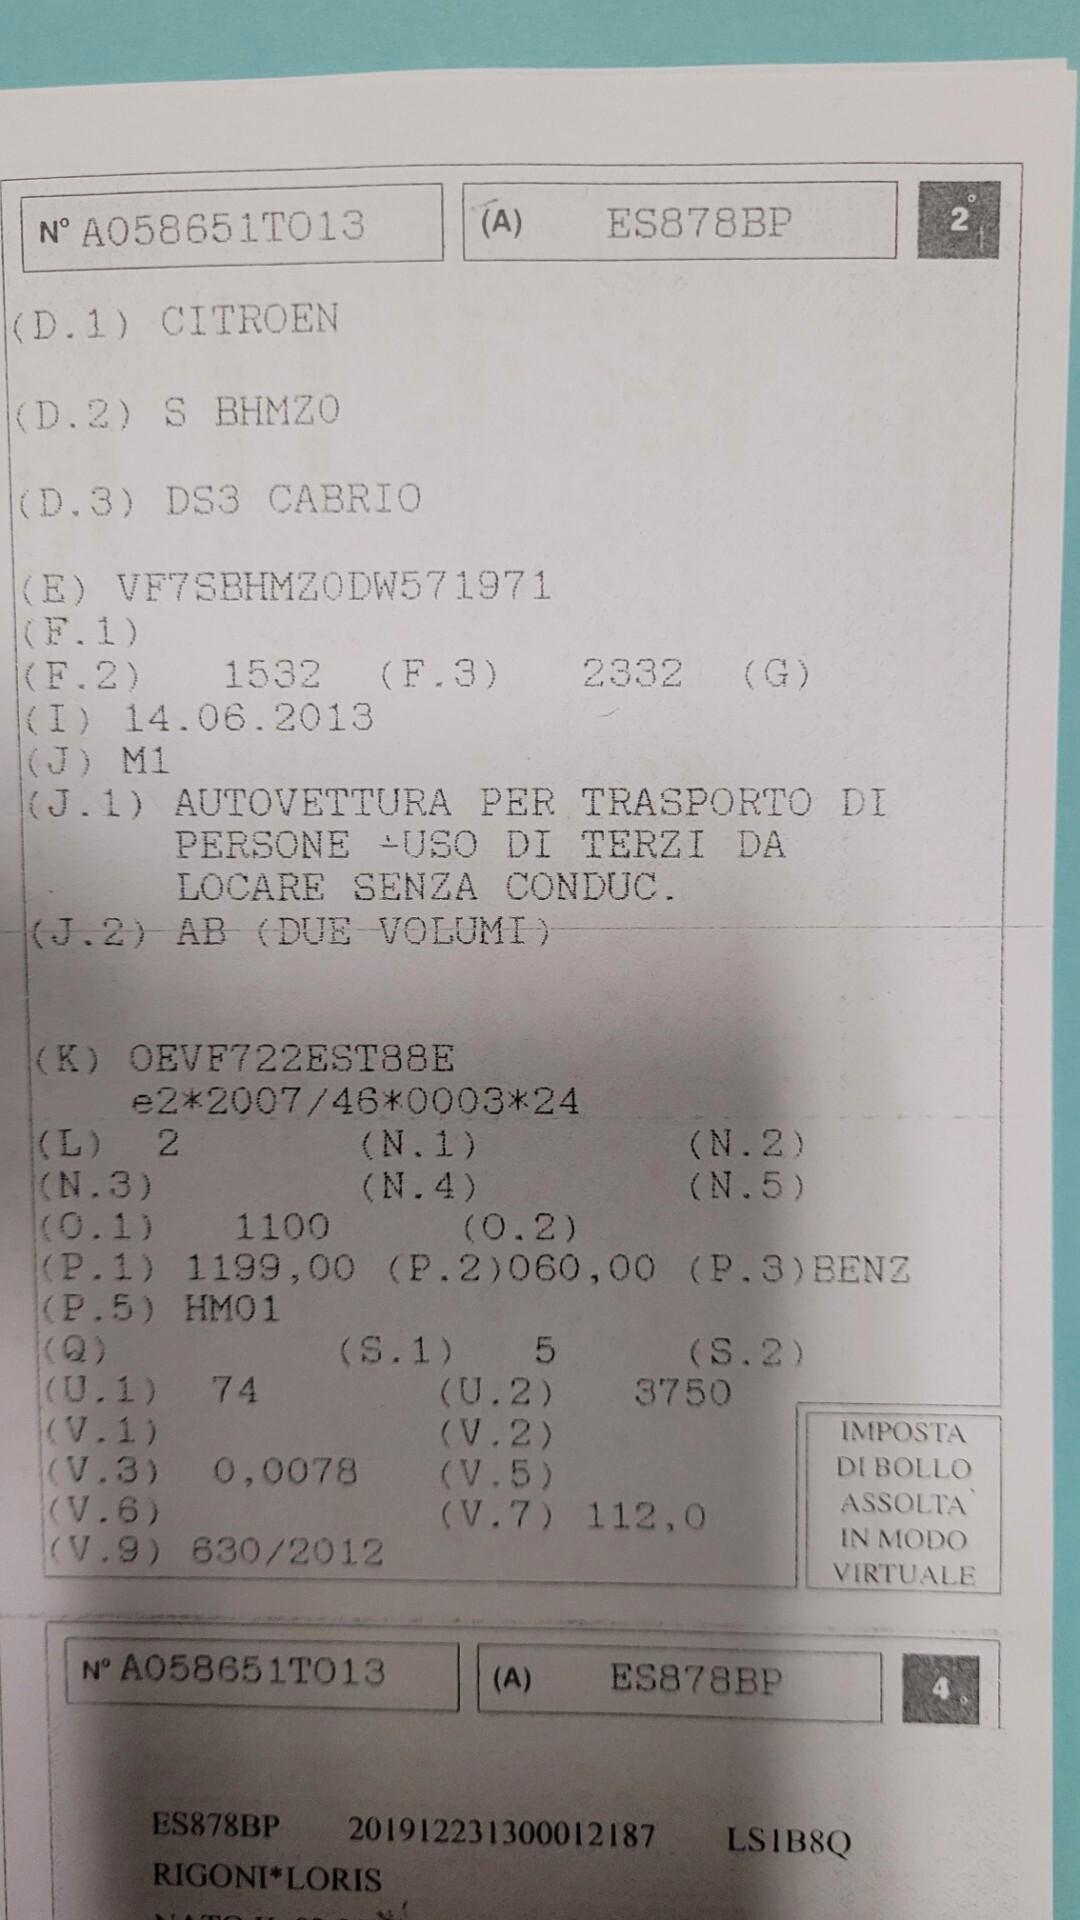 N° A058651TO13 (A) ES878BP 2°
(D.1) CITROEN
(D.2) S BHMZO
(D.3) DS3 CABRIO
(E) VF7SBHMZ0DW571971
(F.1)
(F.2) 1532 (F.3) 2332 (G)
(I) 14.06.2013
(J) M1
(J.1) AUTOVETTURA PER TRASPORTO DI
PERSONE -USO DI TERZI DA
LOCARE SENZA CONDUC.
(J.2) AB (DUE VOLUMI)
(K) OEVF722EST88E
e2*2007/46*0003*24
(L) 2 (N.1) (N.2)
(N.3) (N.4) (N.5)
(O.1) 1100 (O.2)
(P.1) 1199,00 (P.2)060,00 (P.3)BENZ
(P.5) HM01
(Q) (S.1) 5 (S.2)
(U.1) 74 (U.2) 3750
(V.1) (V.2)
(V.3) 0,0078 (V.5)
(V.6) (V.7) 112,0
(V.9) 630/2012
IMPOSTA
DI BOLLO
ASSOLTA
IN MODO
VIRTUALE
N° A058651TO13 (A) ES878BP 4°
ES878BP 201912231300012187 LS1B8Q
RIGONI*LORIS